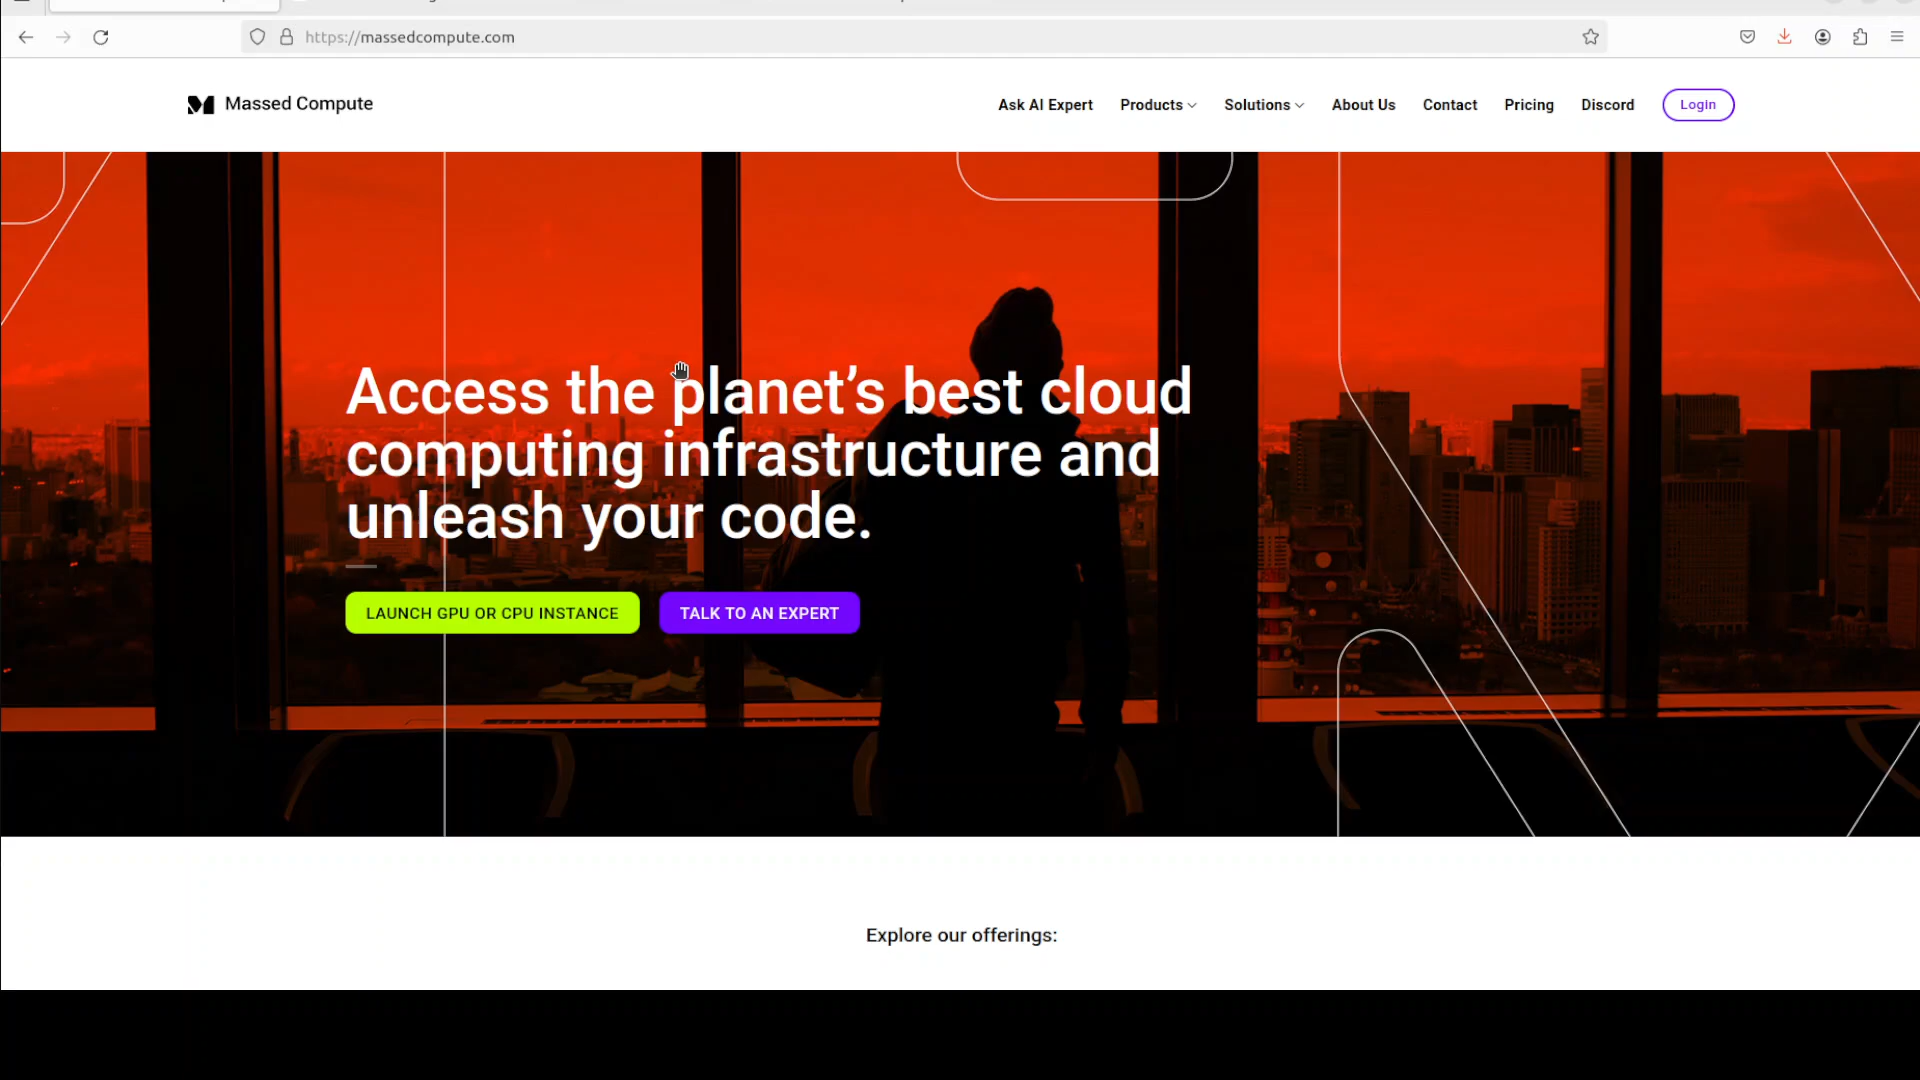 https://massedcompute.com
Massed Compute
Ask AI Expert
Products
Solutions
About Us
Contact
Pricing
Discord
Login
Access the planet’s best cloud
computing infrastructure and
unleash your code.
LAUNCH GPU OR CPU INSTANCE
TALK TO AN EXPERT
Explore our offerings: